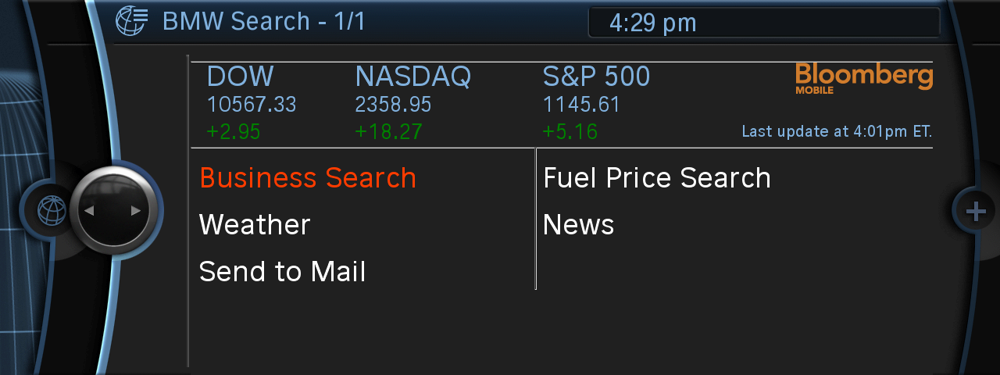 BMW Search - 1/1
4:29 pm
DOW NASDAQ S&P 500
10567.33 2358.95 1145.61
+2.95 +18.27 +5.16
Bloomberg
MOBILE
Last update at 4:01pm ET.
Business Search
Fuel Price Search
Weather
News
Send to Mail